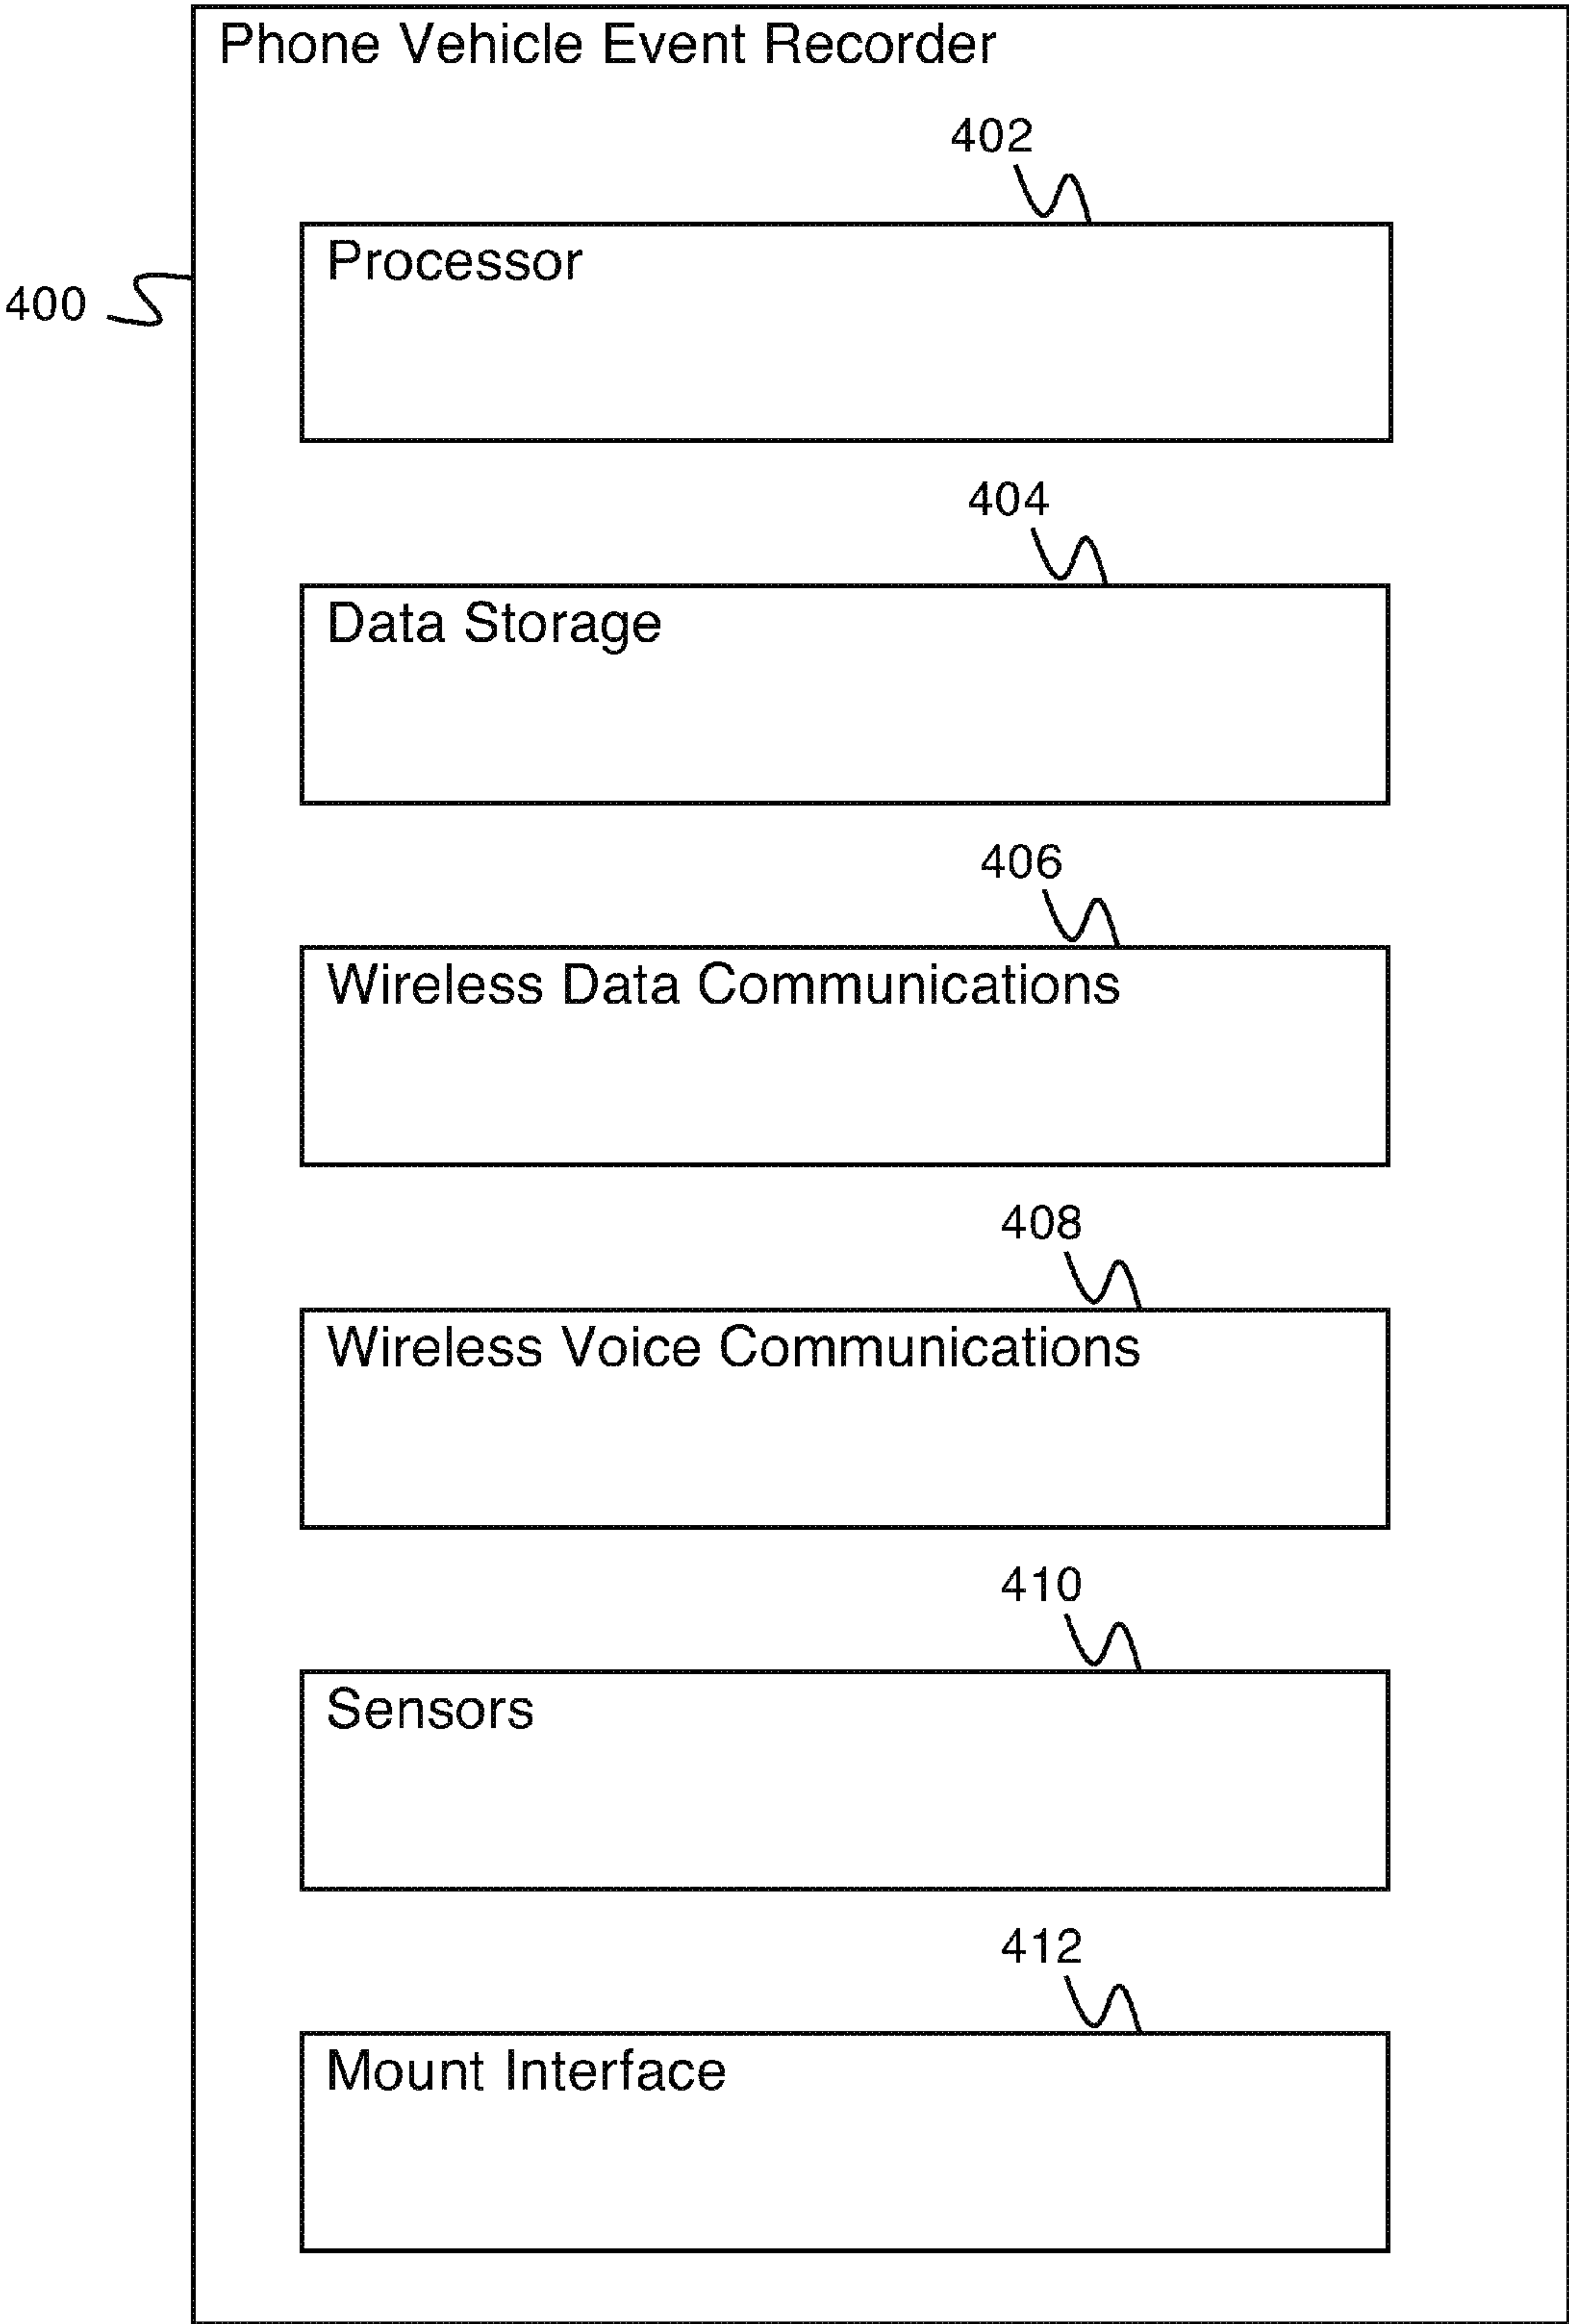 Phone Vehicle Event Recorder
402
Processor
400
404
Data Storage
406
Wireless Data Communications
408
Wireless Voice Communications
410
Sensors
412
Mount Interface